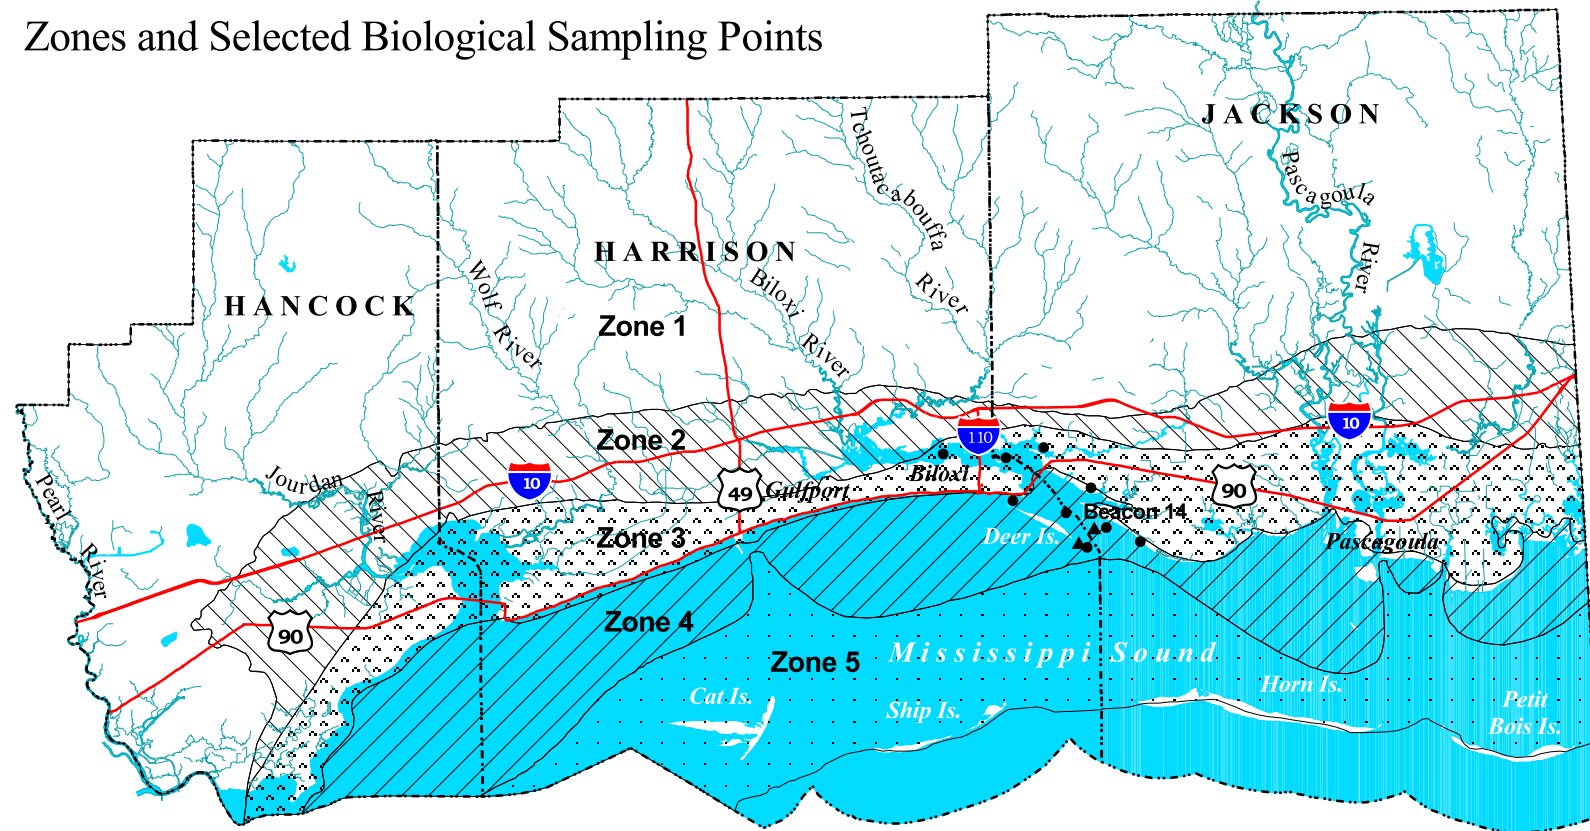 Zones and Selected Biological Sampling Points
JACKSON
Tchoutacabouffa
River
Pascagoula
River
HARRISON
HANCOCK
Wolf
River
Biloxi
River
Zone 1
Zone 2
110
10
Biloxi
Jourdan
River
10
49
Gulfport
90
Pearl
River
Beacon 14
Zone 3
Deer Is.
Pascagoula
90
Zone 4
Zone 5
Mississippi Sound
Cat Is.
Ship Is.
Horn Is.
Petit
Bois Is.